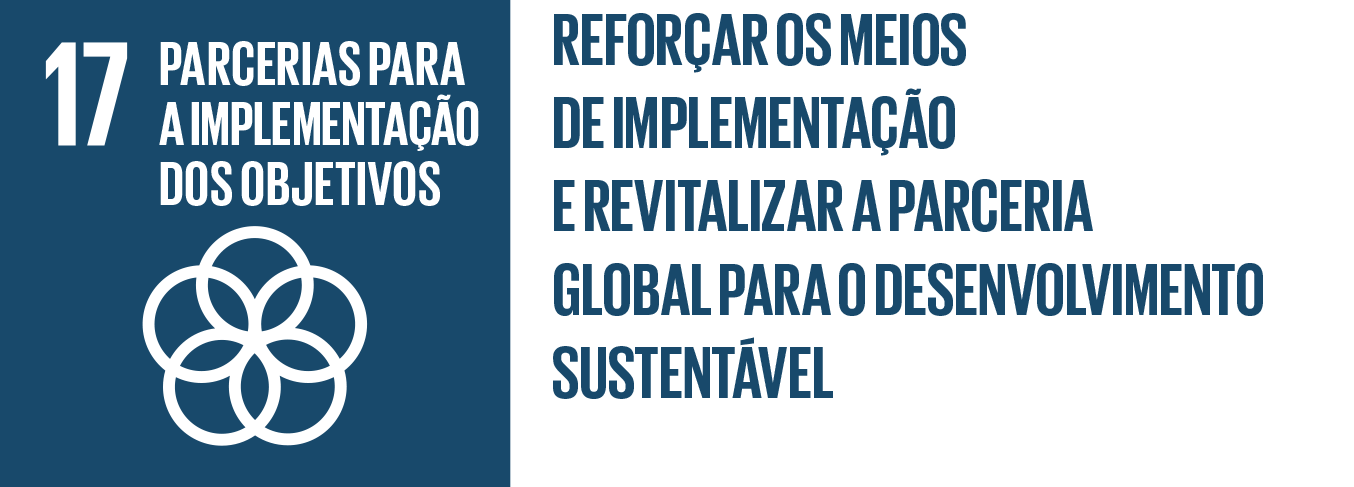 17
PARCERIAS PARA
A IMPLEMENTAÇÃO
DOS OBJETIVOS
REFORÇAR OS MEIOS
DE IMPLEMENTAÇÃO
E REVITALIZAR A PARCERIA
GLOBAL PARA O DESENVOLVIMENTO
SUSTENTÁVEL